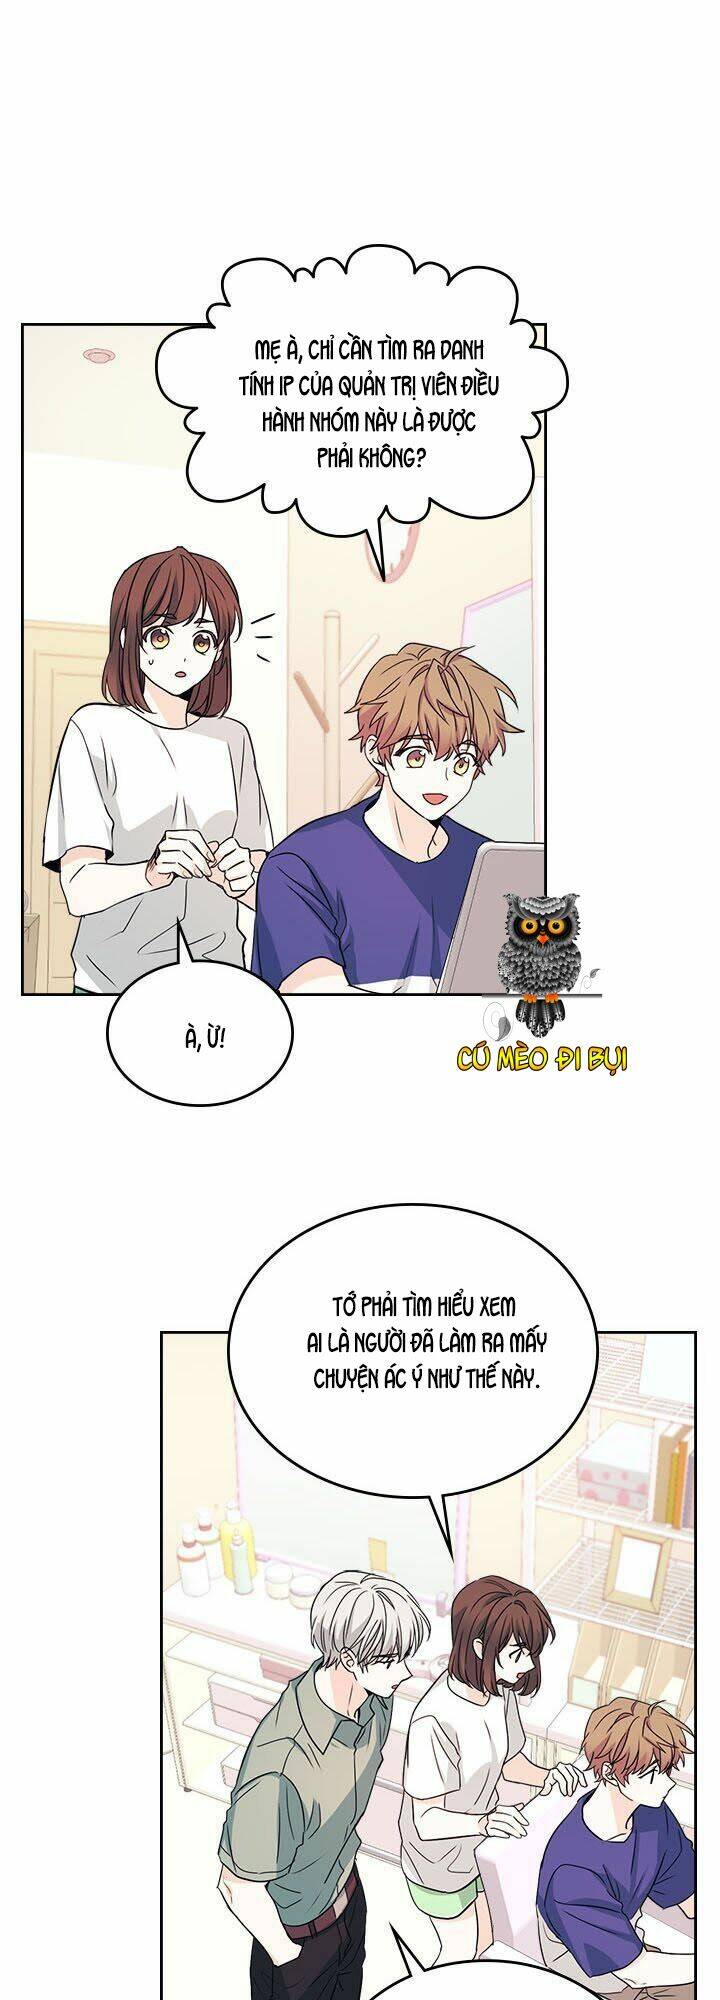 MẸ À, CHỈ CẦN TÌM RA DANH
TÍNH IP CỦA QUẢN TRỊ VIÊN ĐIỀU
HÀNH NHÓM NÀY LÀ ĐƯỢC
PHẢI KHÔNG?
À, Ừ!
CÚ MÈO ĐI BỤI
TỚ PHẢI TÌM HIỂU XEM
AI LÀ NGƯỜI ĐÃ LÀM RA MẤY
CHUYỆN ÁC Ý NHƯ THẾ NÀY.